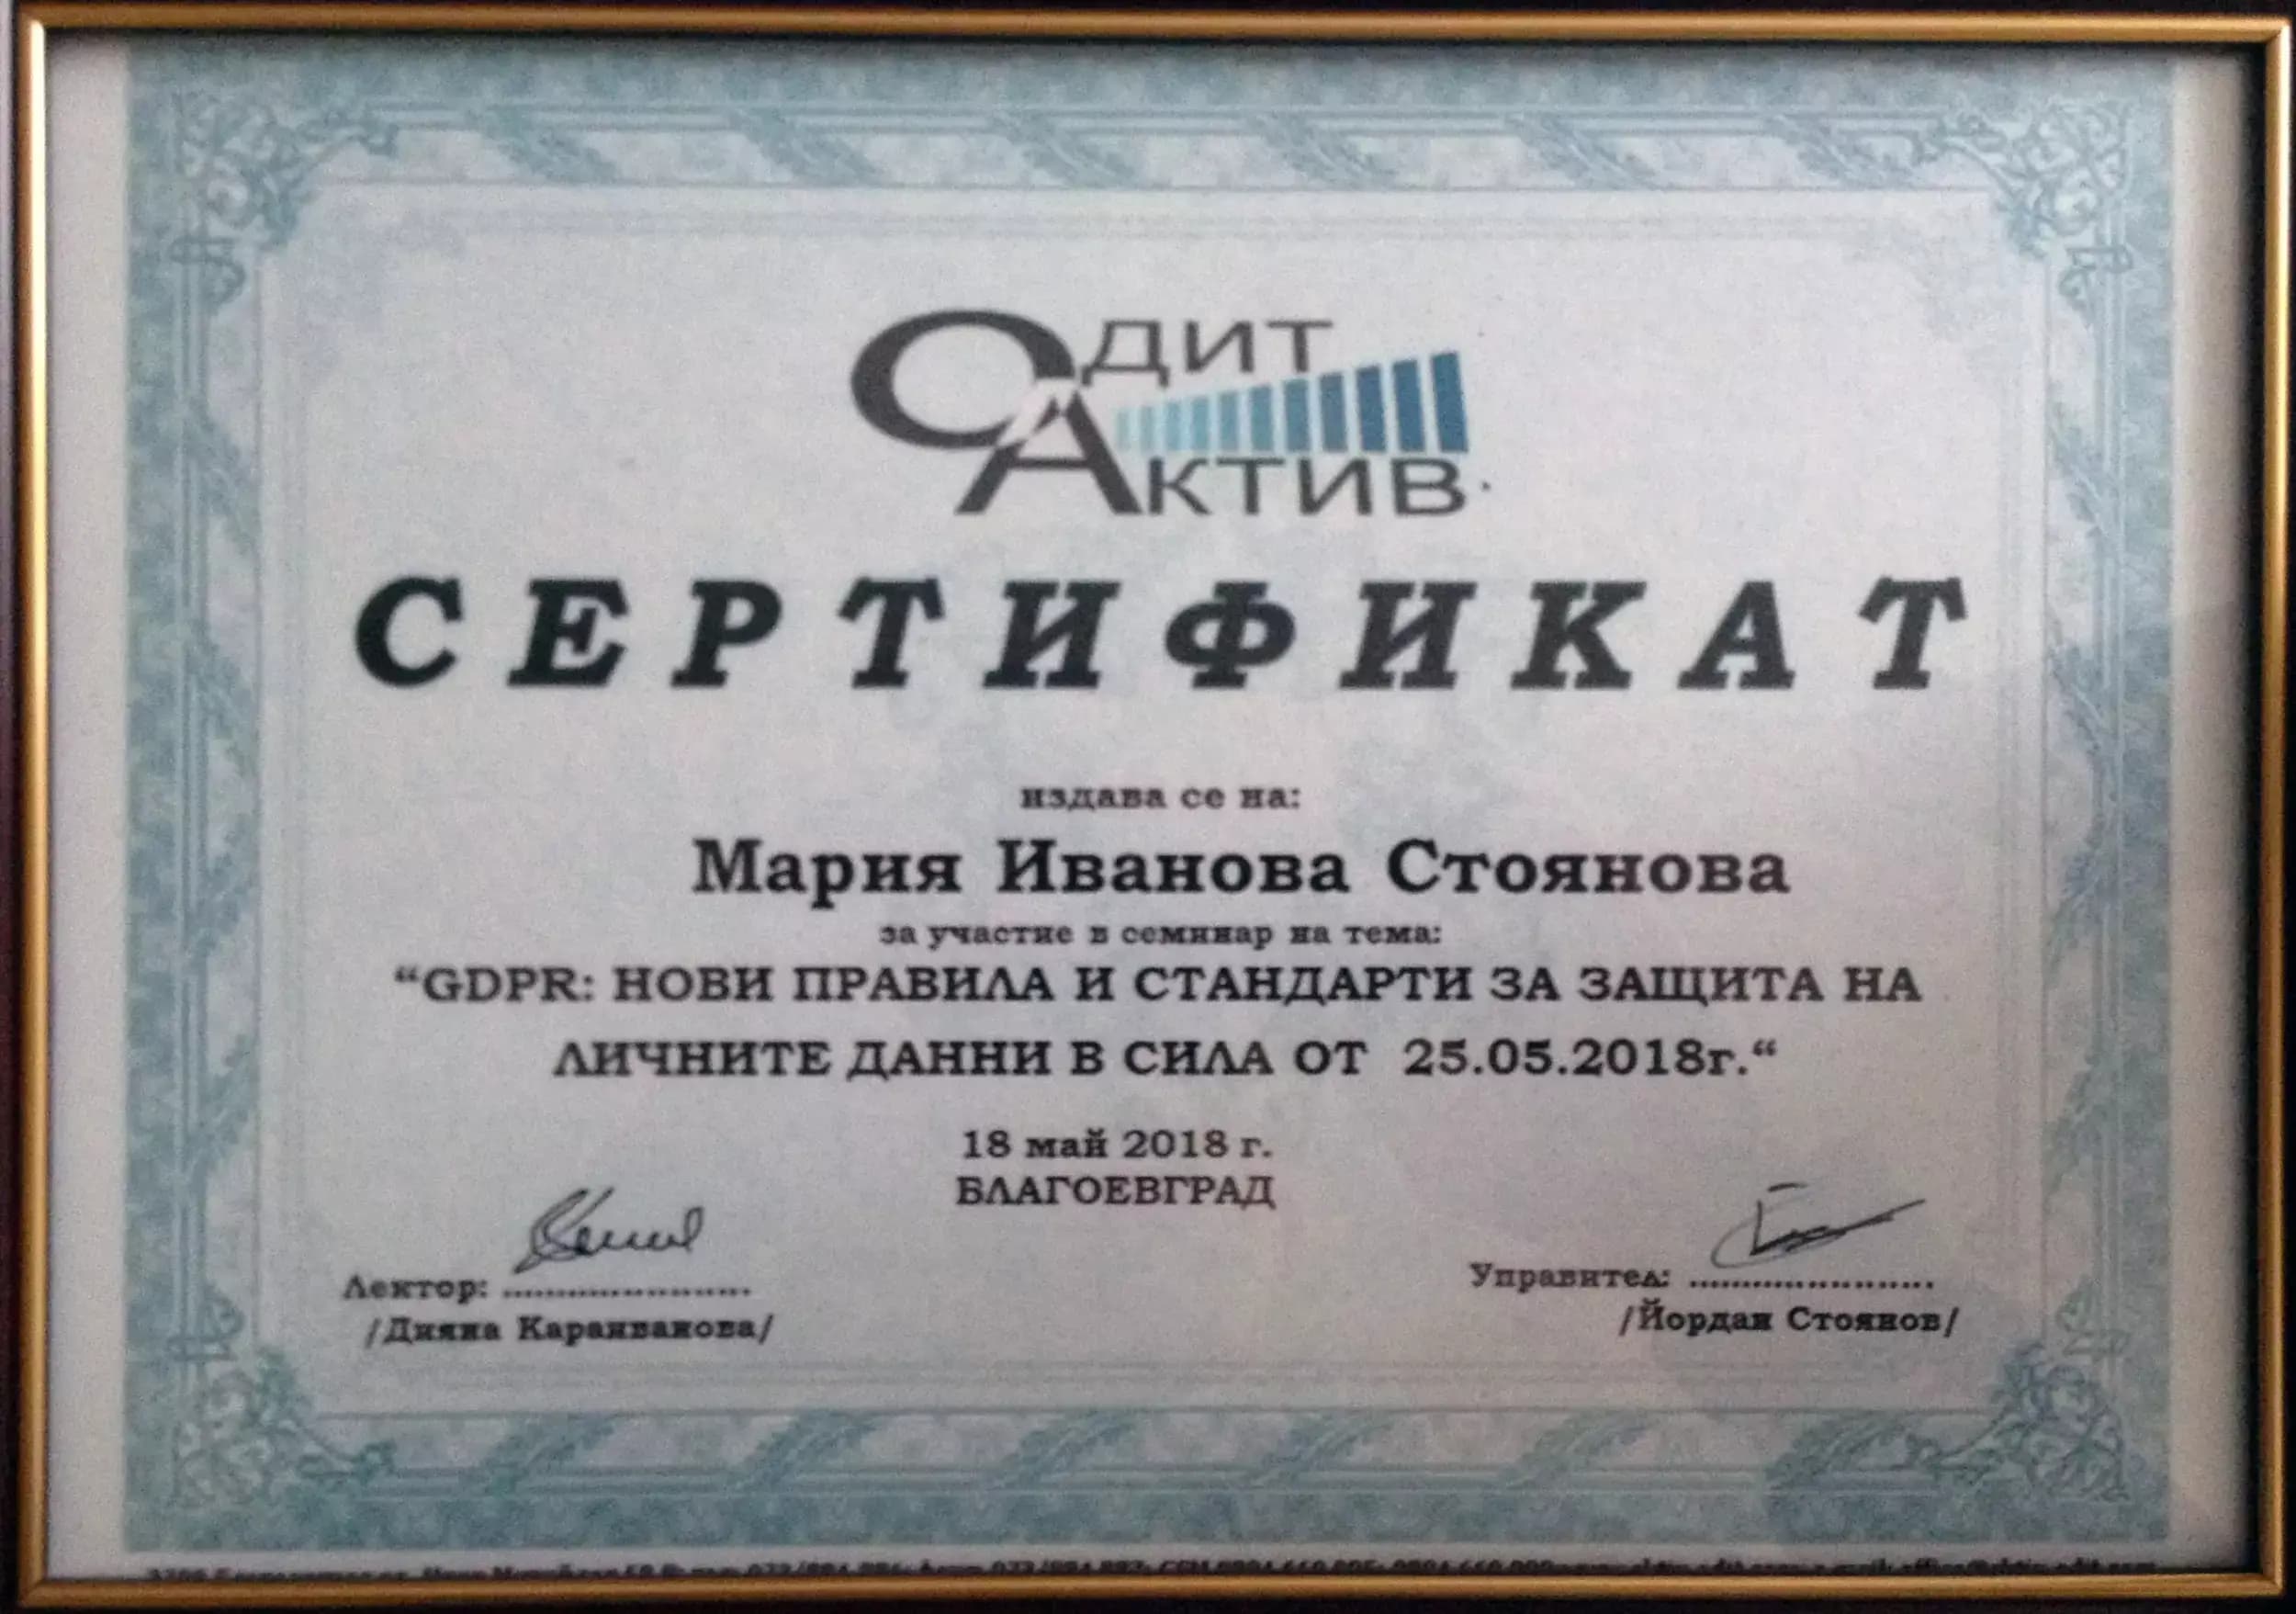 ОДИТ
АКТИВ
СЕРТИФИКАТ
издава се на:
Мария Иванова Стоянова
за участие в семинар на тема:
“GDPR: НОВИ ПРАВИЛА И СТАНДАРТИ ЗА ЗАЩИТА НА
ЛИЧНИТЕ ДАННИ В СИЛА ОТ 25.05.2018г.“
18 май 2018 г.
БЛАГОЕВГРАД
Лектор: ........................
/Дияна Караиванова/
Управител: ........................
/Йордан Стоянов/